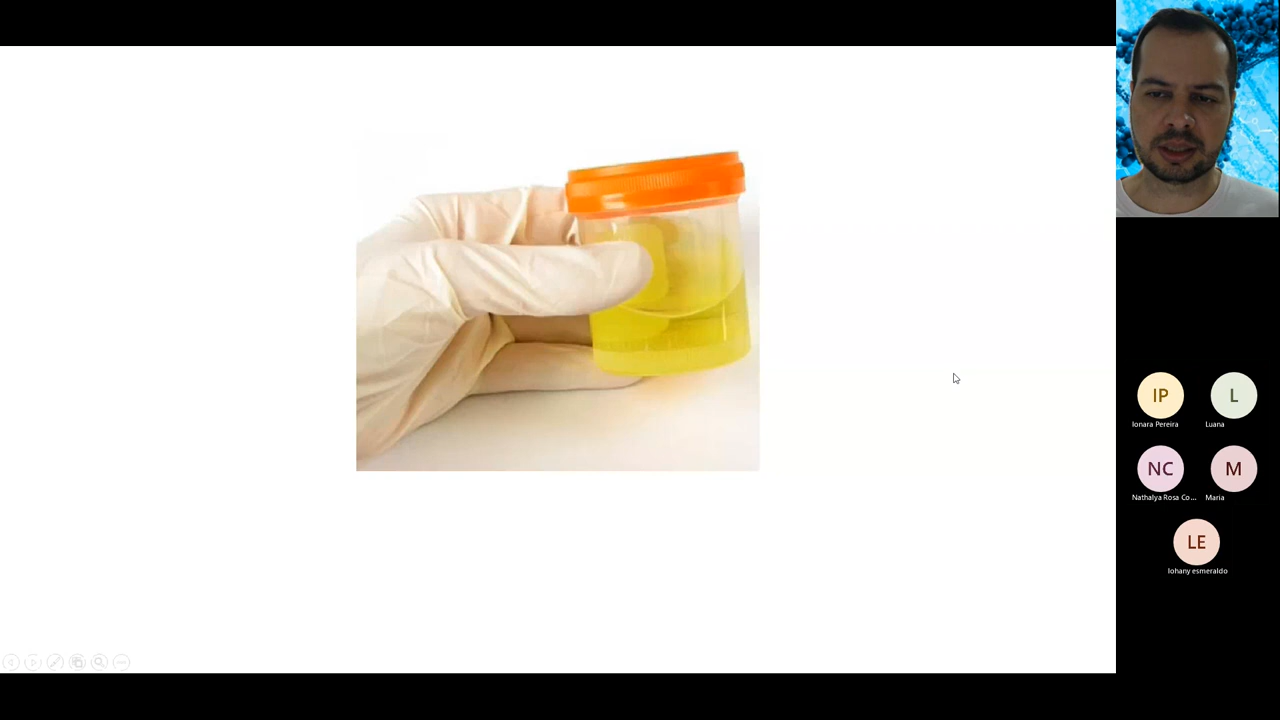 IP
L
Ionara Pereira
Luana
NC
M
Nathalya Rosa Co...
Maria
LE
lohany esmeraldo